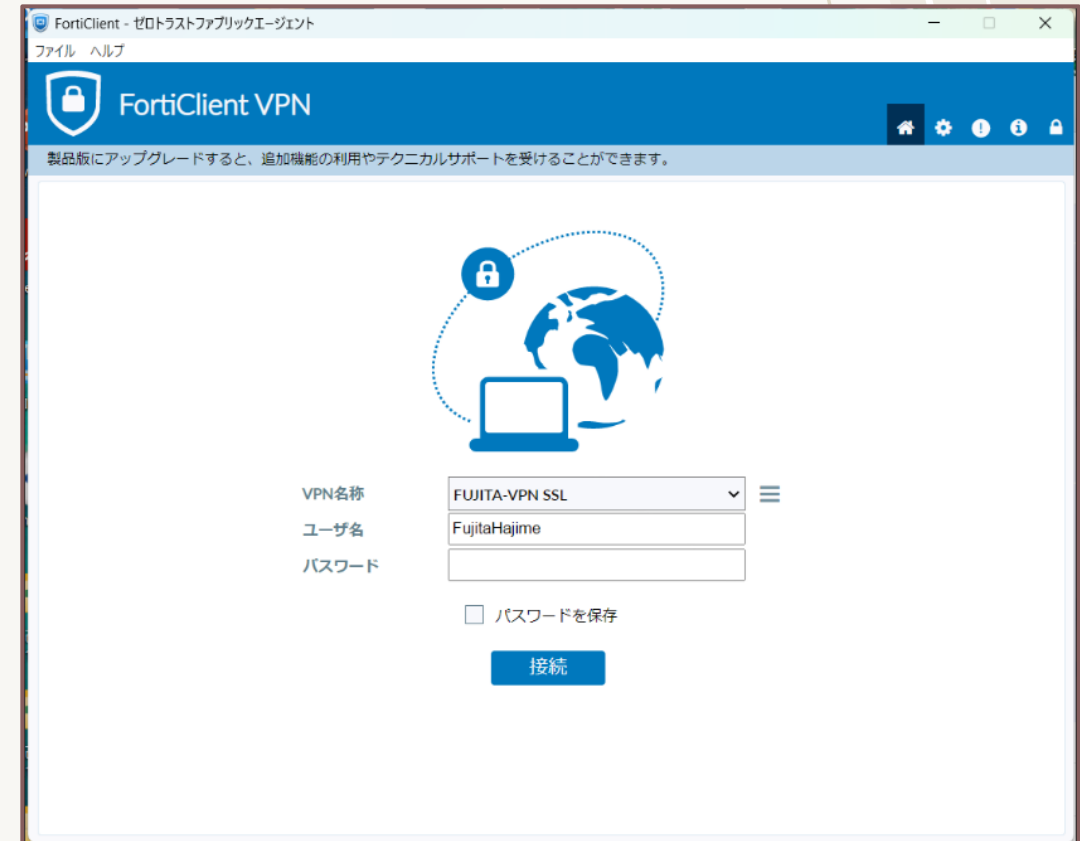 FortiClient - ゼロトラストファブリックエージェント
ファイル ヘルプ
FortiClient VPN
製品版にアップグレードすると、追加機能の利用やテクニカルサポートを受けることができます。
VPN名称 FUJITA-VPN SSL
ユーザ名 FujitaHajime
パスワード
パスワードを保存
接続